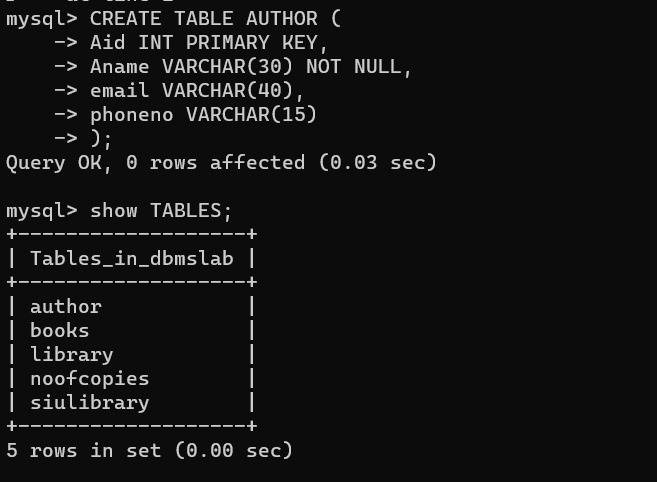 mysql> CREATE TABLE AUTHOR (
    -> Aid INT PRIMARY KEY,
    -> Aname VARCHAR(30) NOT NULL,
    -> email VARCHAR(40),
    -> phoneno VARCHAR(15)
    -> );
Query OK, 0 rows affected (0.03 sec)

mysql> show TABLES;
+-------------------+
| Tables_in_dbmslab |
+-------------------+
| author            |
| books             |
| library           |
| noofcopies        |
| siulibrary        |
+-------------------+
5 rows in set (0.00 sec)